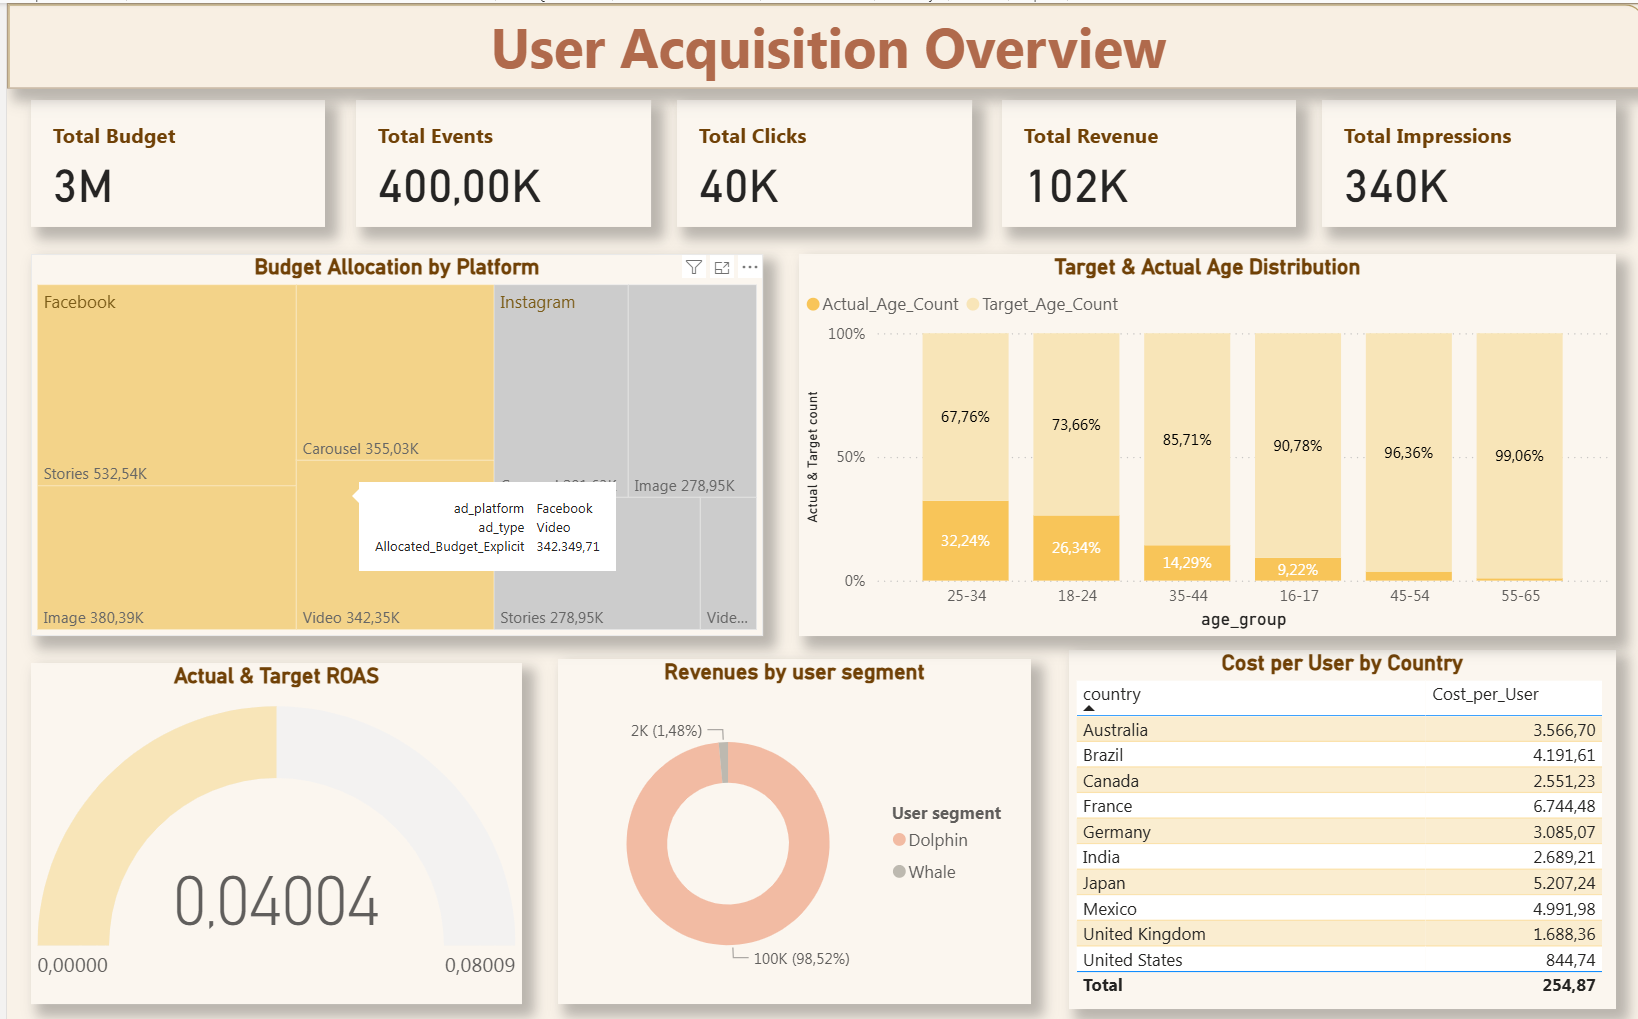 User Acquisition Overview
Total Budget
3M
Total Events
400,00K
Total Clicks
40K
Total Revenue
102K
Total Impressions
340K
Budget Allocation by Platform
Facebook
Stories 532,54K
Carousel 355,03K
Image 380,39K
Video 342,35K
Instagram
Image 278,95K
Stories 278,95K
Vide...
ad_platform Facebook
ad_type Video
Allocated_Budget_Explicit 342.349,71
Target & Actual Age Distribution
Actual_Age_Count Target_Age_Count
Actual & Target count
100%
50%
0%
67,76% 73,66% 85,71% 90,78% 96,36% 99,06%
32,24% 26,34% 14,29% 9,22%
25-34 18-24 35-44 16-17 45-54 55-65
age_group
Actual & Target ROAS
0,04004
0,00000 0,08009
Revenues by user segment
2K (1,48%)
100K (98,52%)
User segment
Dolphin
Whale
Cost per User by Country
country Cost_per_User
Australia 3.566,70
Brazil 4.191,61
Canada 2.551,23
France 6.744,48
Germany 3.085,07
India 2.689,21
Japan 5.207,24
Mexico 4.991,98
United Kingdom 1.688,36
United States 844,74
Total 254,87